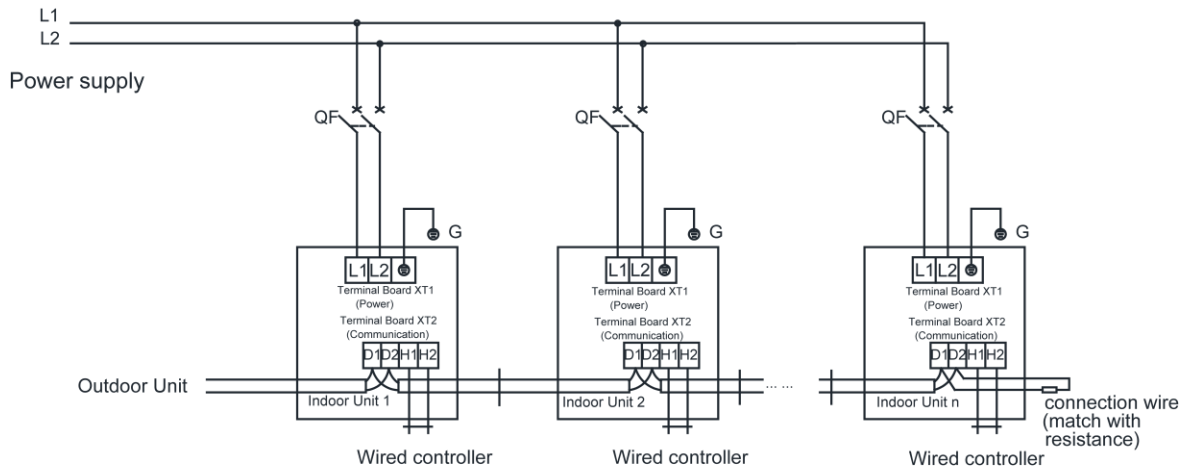 L1
L2
Power supply
QF
QF
QF
G
G
G
L1 L2
L1 L2
L1 L2
Terminal Board XT1
(Power)
Terminal Board XT1
(Power)
Terminal Board XT1
(Power)
Terminal Board XT2
(Communication)
Terminal Board XT2
(Communication)
Terminal Board XT2
(Communication)
D1 D2 H1 H2
D1 D2 H1 H2
D1 D2 H1 H2
Outdoor Unit
Indoor Unit 1
Indoor Unit 2
... ...
Indoor Unit n
connection wire
(match with
resistance)
Wired controller
Wired controller
Wired controller